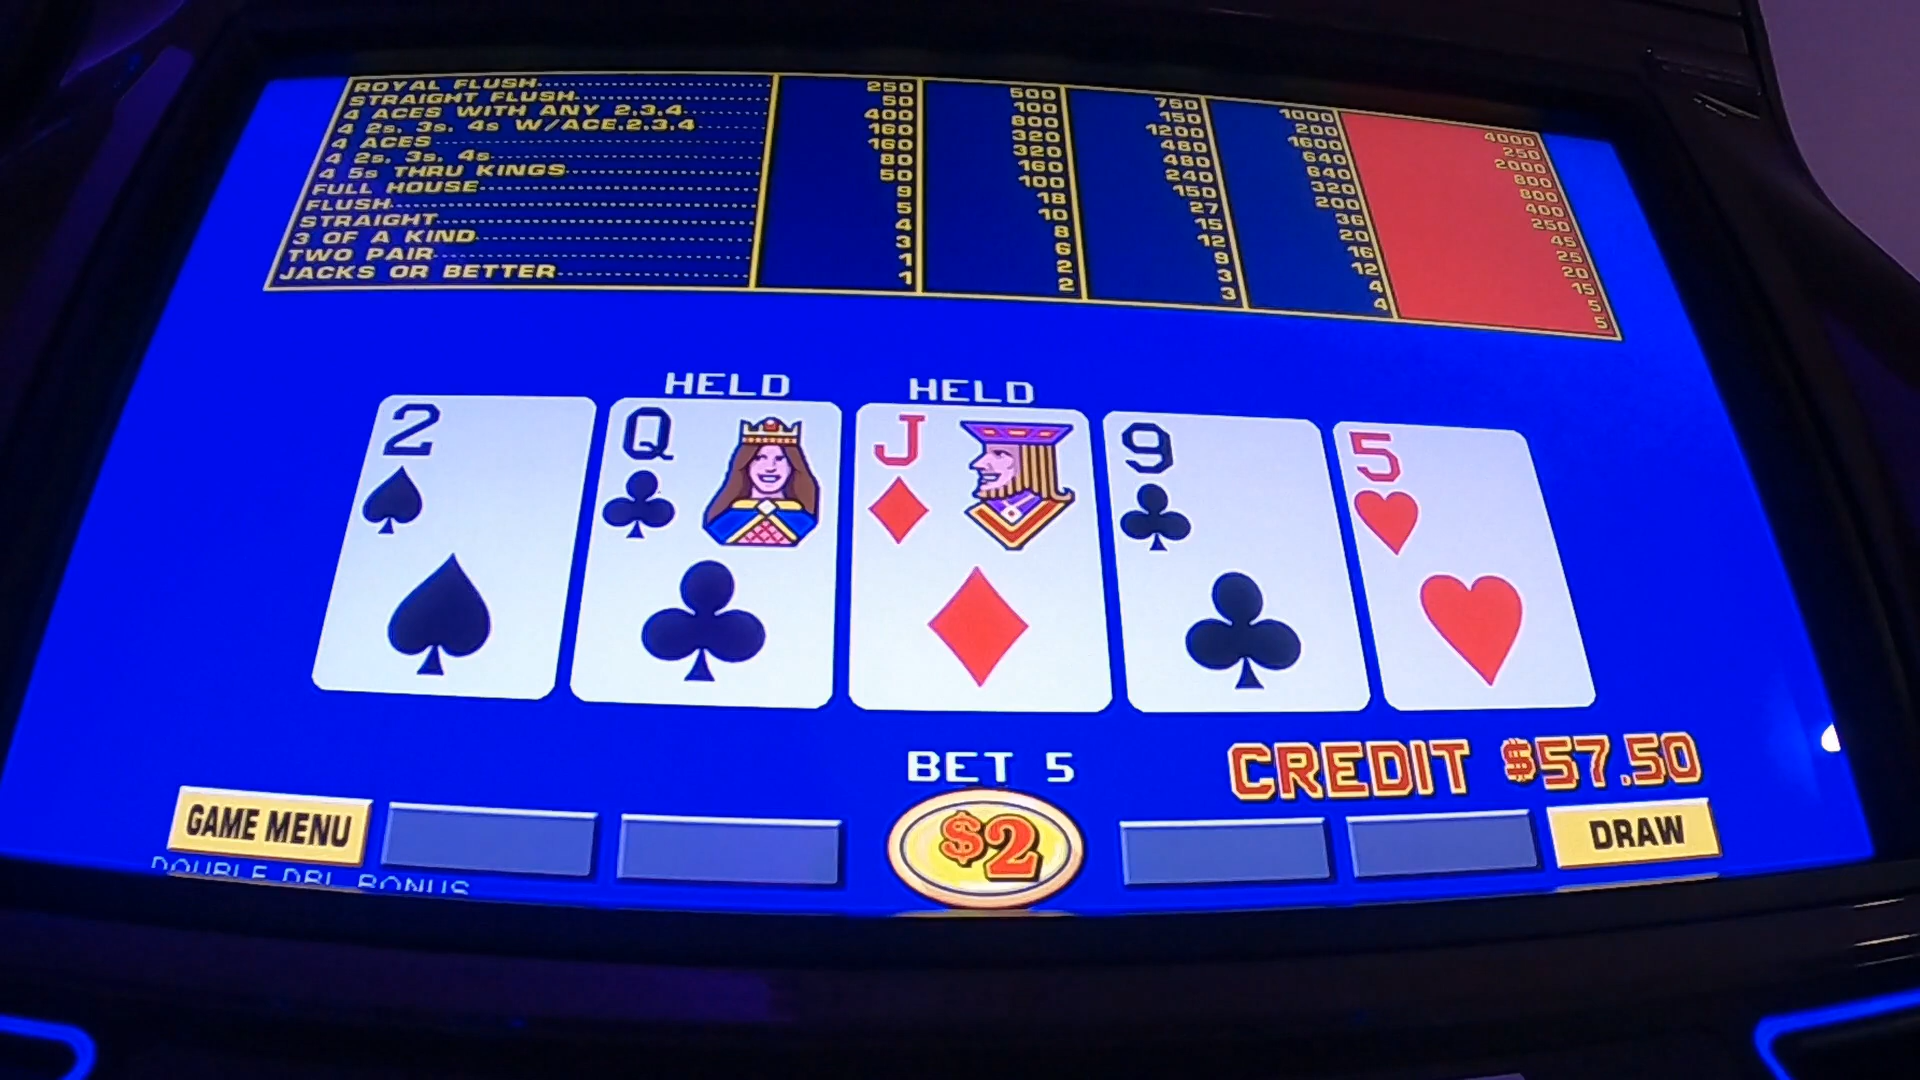 ROYAL FLUSH 250 500 750 1000 4000
STRAIGHT FLUSH 50 100 150 200 250
4 ACES WITH ANY 2,3,4 400 800 1200 1600 2000
4 2s, 3s, 4s W/ACE,2,3,4 160 320 480 640 800
4 ACES 160 320 480 640 800
4 2s, 3s, 4s 80 160 240 320 400
4 5s THRU KINGS 50 100 150 200 250
FULL HOUSE 9 18 27 36 45
FLUSH 5 10 15 20 25
STRAIGHT 4 8 12 16 20
3 OF A KIND 3 6 9 12 15
TWO PAIR 1 2 3 4 5
JACKS OR BETTER 1 2 3 4 5
HELD HELD
2 Q J 9 5
BET 5 CREDIT $57.50
GAME MENU $2 DRAW
DOUBLE DBL BONUS